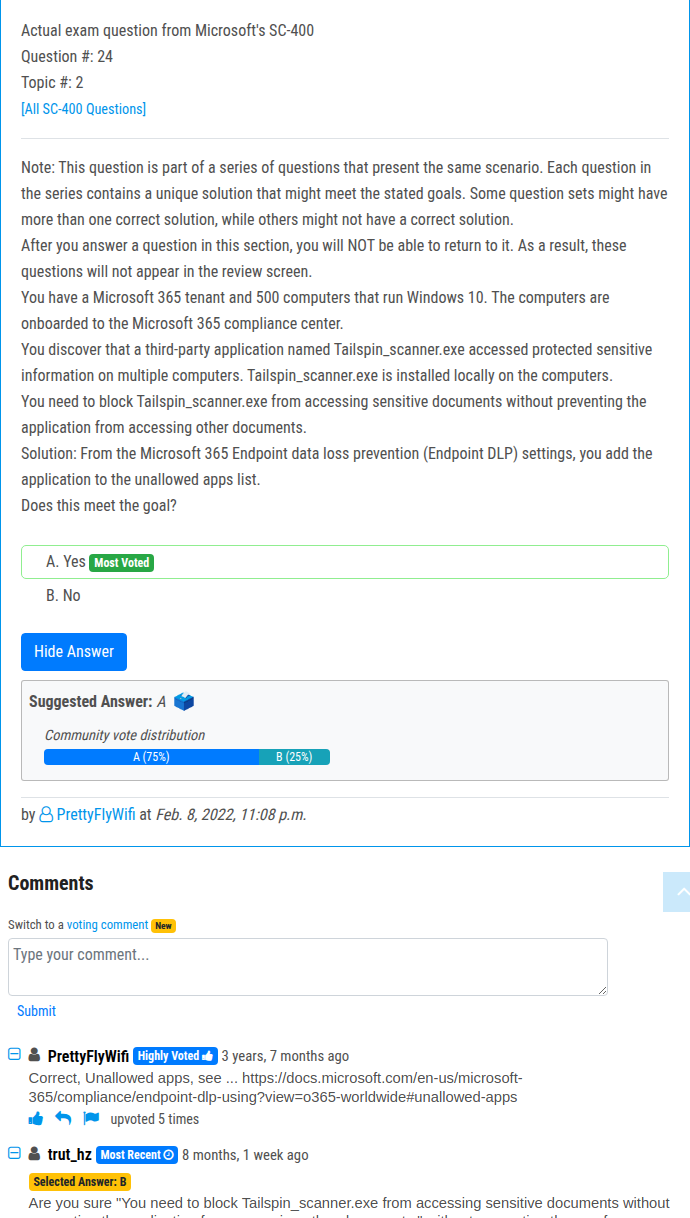 Actual exam question from Microsoft's SC-400
Question #: 24
Topic #: 2
[All SC-400 Questions]
Note: This question is part of a series of questions that present the same scenario. Each question in
the series contains a unique solution that might meet the stated goals. Some question sets might have
more than one correct solution, while others might not have a correct solution.
After you answer a question in this section, you will NOT be able to return to it. As a result, these
questions will not appear in the review screen.
You have a Microsoft 365 tenant and 500 computers that run Windows 10. The computers are
onboarded to the Microsoft 365 compliance center.
You discover that a third-party application named Tailspin_scanner.exe accessed protected sensitive
information on multiple computers. Tailspin_scanner.exe is installed locally on the computers.
You need to block Tailspin_scanner.exe from accessing sensitive documents without preventing the
application from accessing other documents.
Solution: From the Microsoft 365 Endpoint data loss prevention (Endpoint DLP) settings, you add the
application to the unallowed apps list.
Does this meet the goal?
A. Yes Most Voted
B. No
Hide Answer
Suggested Answer: A
Community vote distribution
A (75%) B (25%)
by PrettyFlyWifi at Feb. 8, 2022, 11:08 p.m.
Comments
Switch to a voting comment New
Type your comment...
Submit
PrettyFlyWifi Highly Voted 3 years, 7 months ago
Correct, Unallowed apps, see ... https://docs.microsoft.com/en-us/microsoft-
365/compliance/endpoint-dlp-using?view=o365-worldwide#unallowed-apps
upvoted 5 times
trut_hz Most Recent 8 months, 1 week ago
Selected Answer: B
Are you sure "You need to block Tailspin_scanner.exe from accessing sensitive documents without